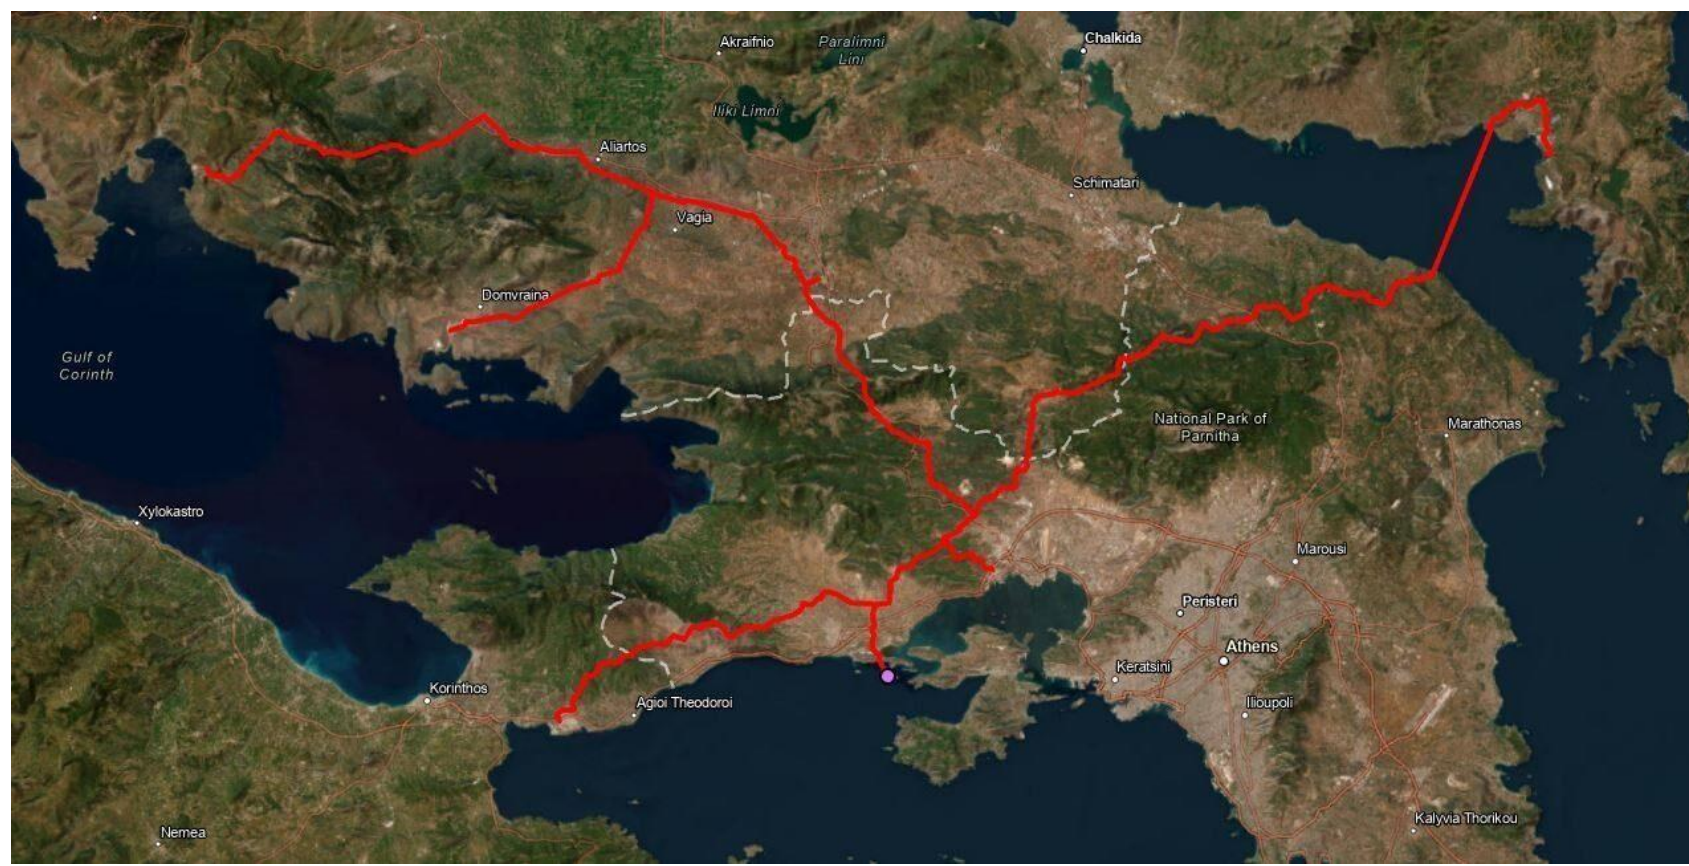 Chalkida
Akraifnio
Paralimni
Lini
Iliki Limni
Aliartos
Schimatari
Vagia
Domvraina
Gulf of
Corinth
National Park of
Parnitha
Marathonas
Xylokastro
Marousi
Peristeri
Athens
Keratsini
Korinthos
Agioi Theodoroi
Ilioupoli
Kalyvia Thorikou
Nemea